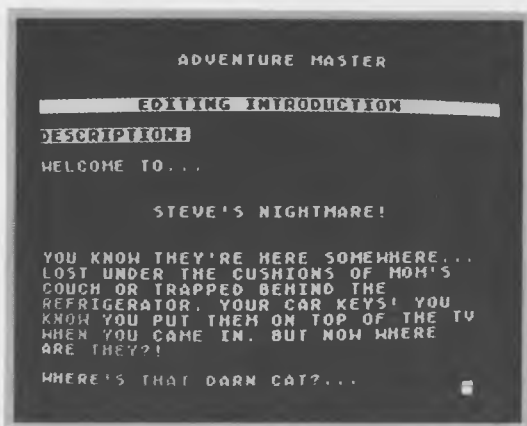 ADVENTURE MASTER
EDITING INTRODUCTION
DESCRIPTION:
WELCOME TO...
STEVE'S NIGHTMARE!
YOU KNOW THEY'RE HERE SOMEWHERE...
LOST UNDER THE CUSHIONS OF MOM'S
COUCH OR TRAPPED BEHIND THE
REFRIGERATOR. YOUR CAR KEYS! YOU
KNOW YOU PUT THEM ON TOP OF THE TV
WHEN YOU CAME IN. BUT NOW WHERE
ARE THEY?!
WHERE'S THAT DARN CAT?...